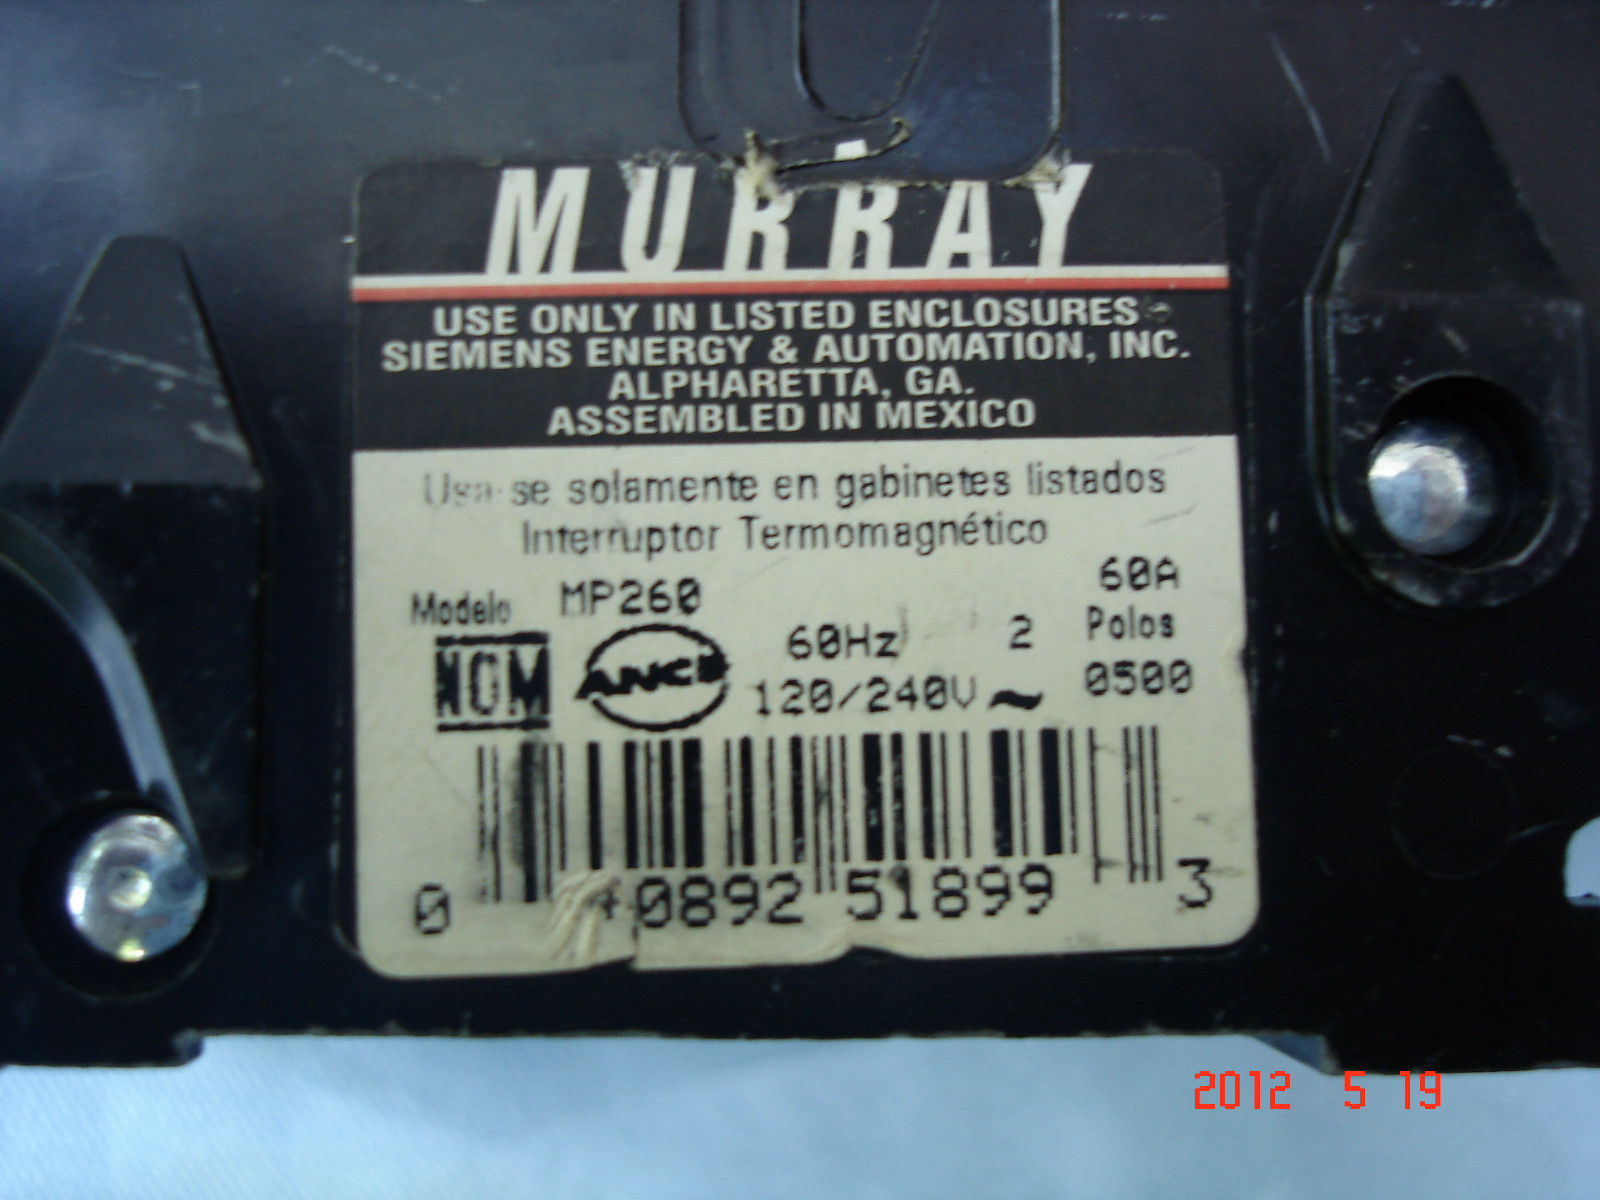 MURRAY
USE ONLY IN LISTED ENCLOSURES
SIEMENS ENERGY & AUTOMATION, INC.
ALPHARETTA, GA.
ASSEMBLED IN MEXICO
Usa-se solamente en gabinetes listados
Interruptor Termomagnético
Modelo MP260 60A
NOM ANCE 60Hz 2 Polos
120/240V ~ 0500
0 40892 51899 3
2012 5 19